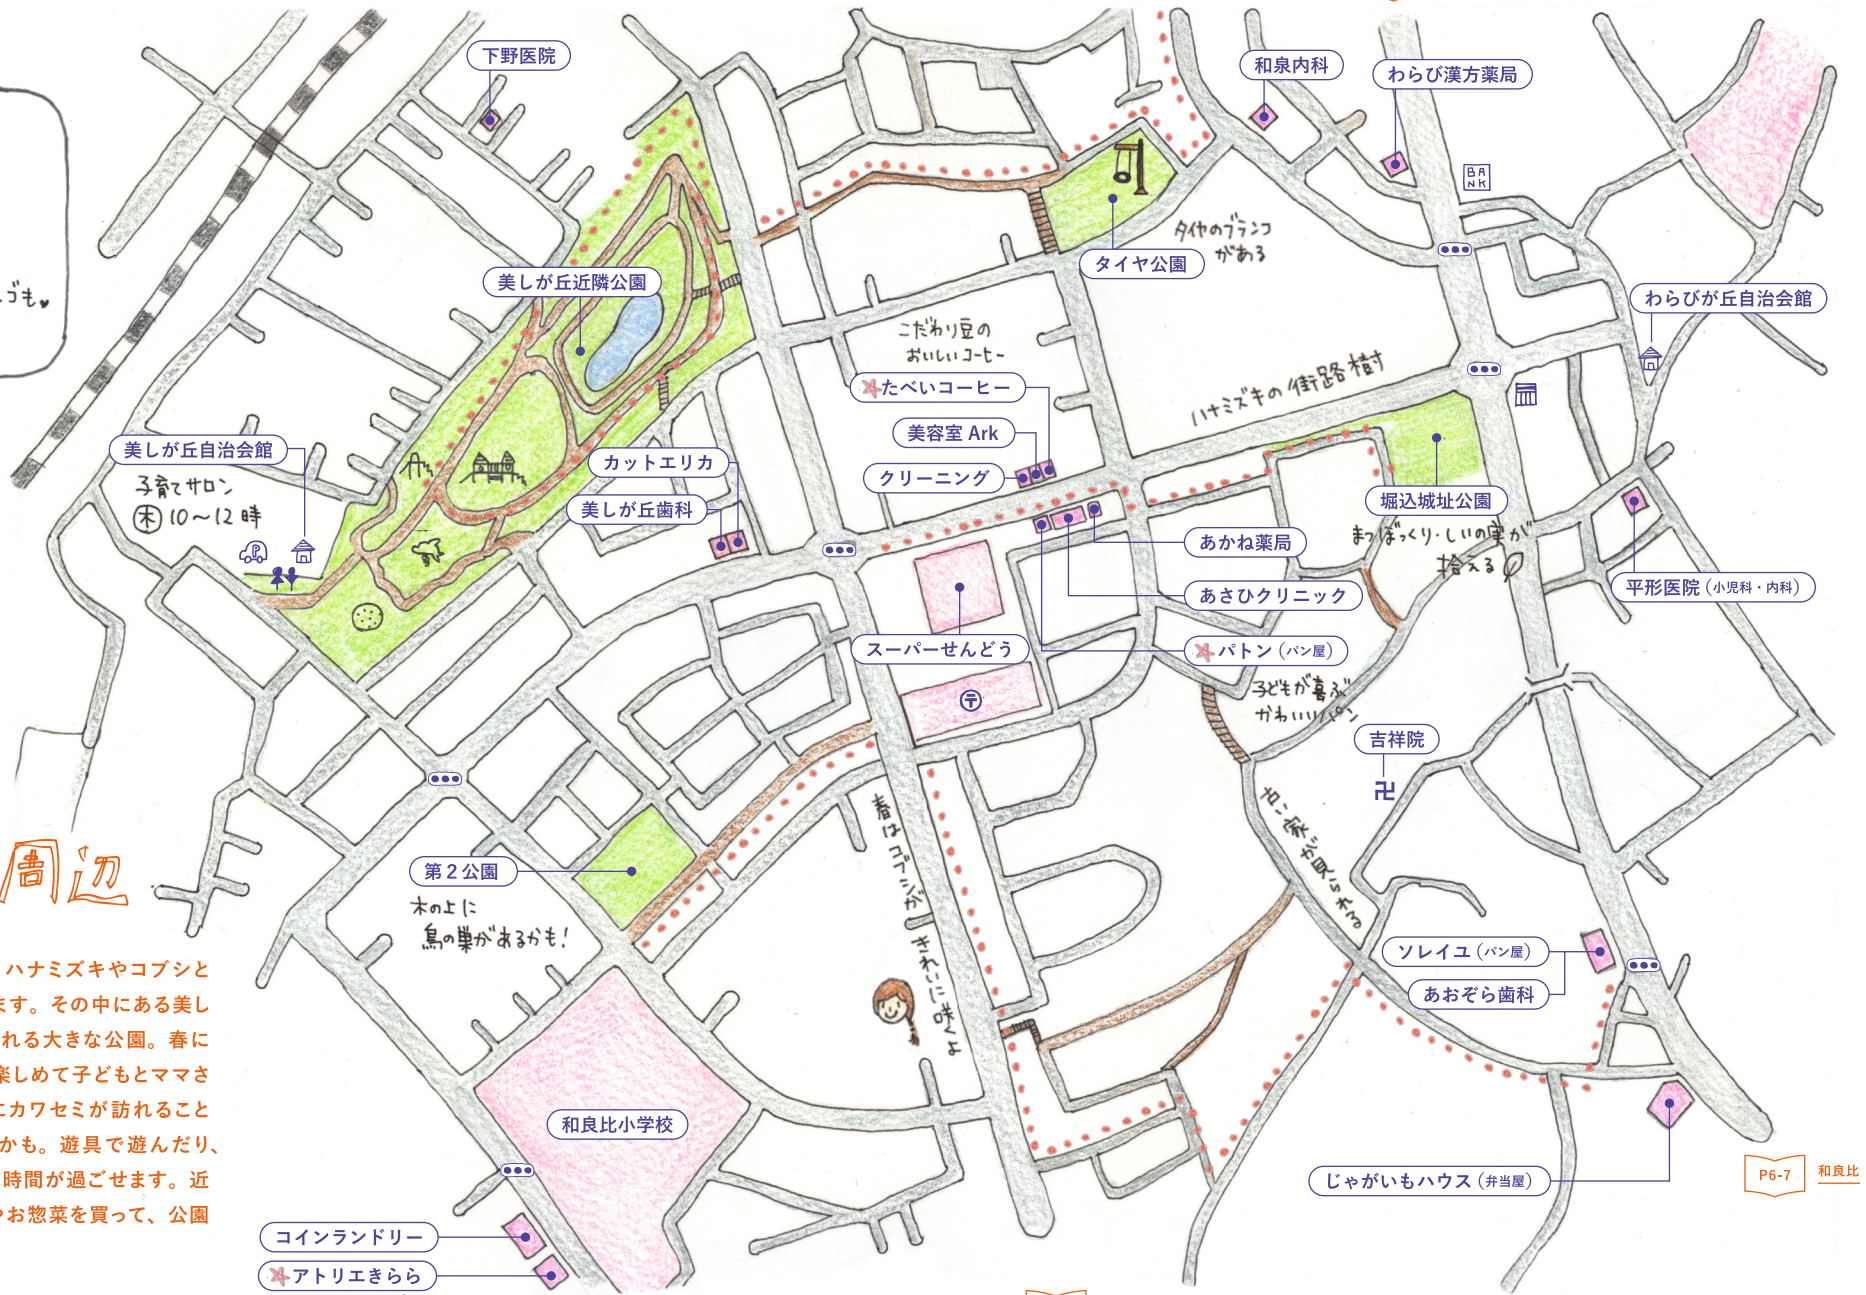 下野医院
和泉内科
わらび漢方薬局
BANK
ゴも♥
美しが丘近隣公園
タイヤ公園
タイヤのブランコ
がある
わらびが丘自治会館
こだわり豆の
おいしいコーヒー
たべいコーヒー
美容室 Ark
クリーニング
ハナミズキの街路樹
美しが丘自治会館
子育てサロン
木 10～12時
P
カットエリカ
美しが丘歯科
堀込城址公園
まつぼっくり・しいの実が
拾える
あかね薬局
あさひクリニック
パトン（パン屋）
子どもが喜ぶ
かわいいパン
平形医院（小児科・内科）
スーパーせんどう
〒
吉祥院
卍
古い家が見られる
春はコブシが
きれいに咲くよ
第2公園
木の上に
鳥の巣があるかも！
周辺
ハナミズキやコブシと
ます。その中にある美し
れる大きな公園。春に
楽しめて子どもとママさ
にカワセミが訪れること
かも。遊具で遊んだり、
時間が過ごせます。近
やお惣菜を買って、公園
ソレイユ（パン屋）
あおぞら歯科
和良比小学校
じゃがいもハウス（弁当屋）
P6-7
和良比
コインランドリー
アトリエきらら